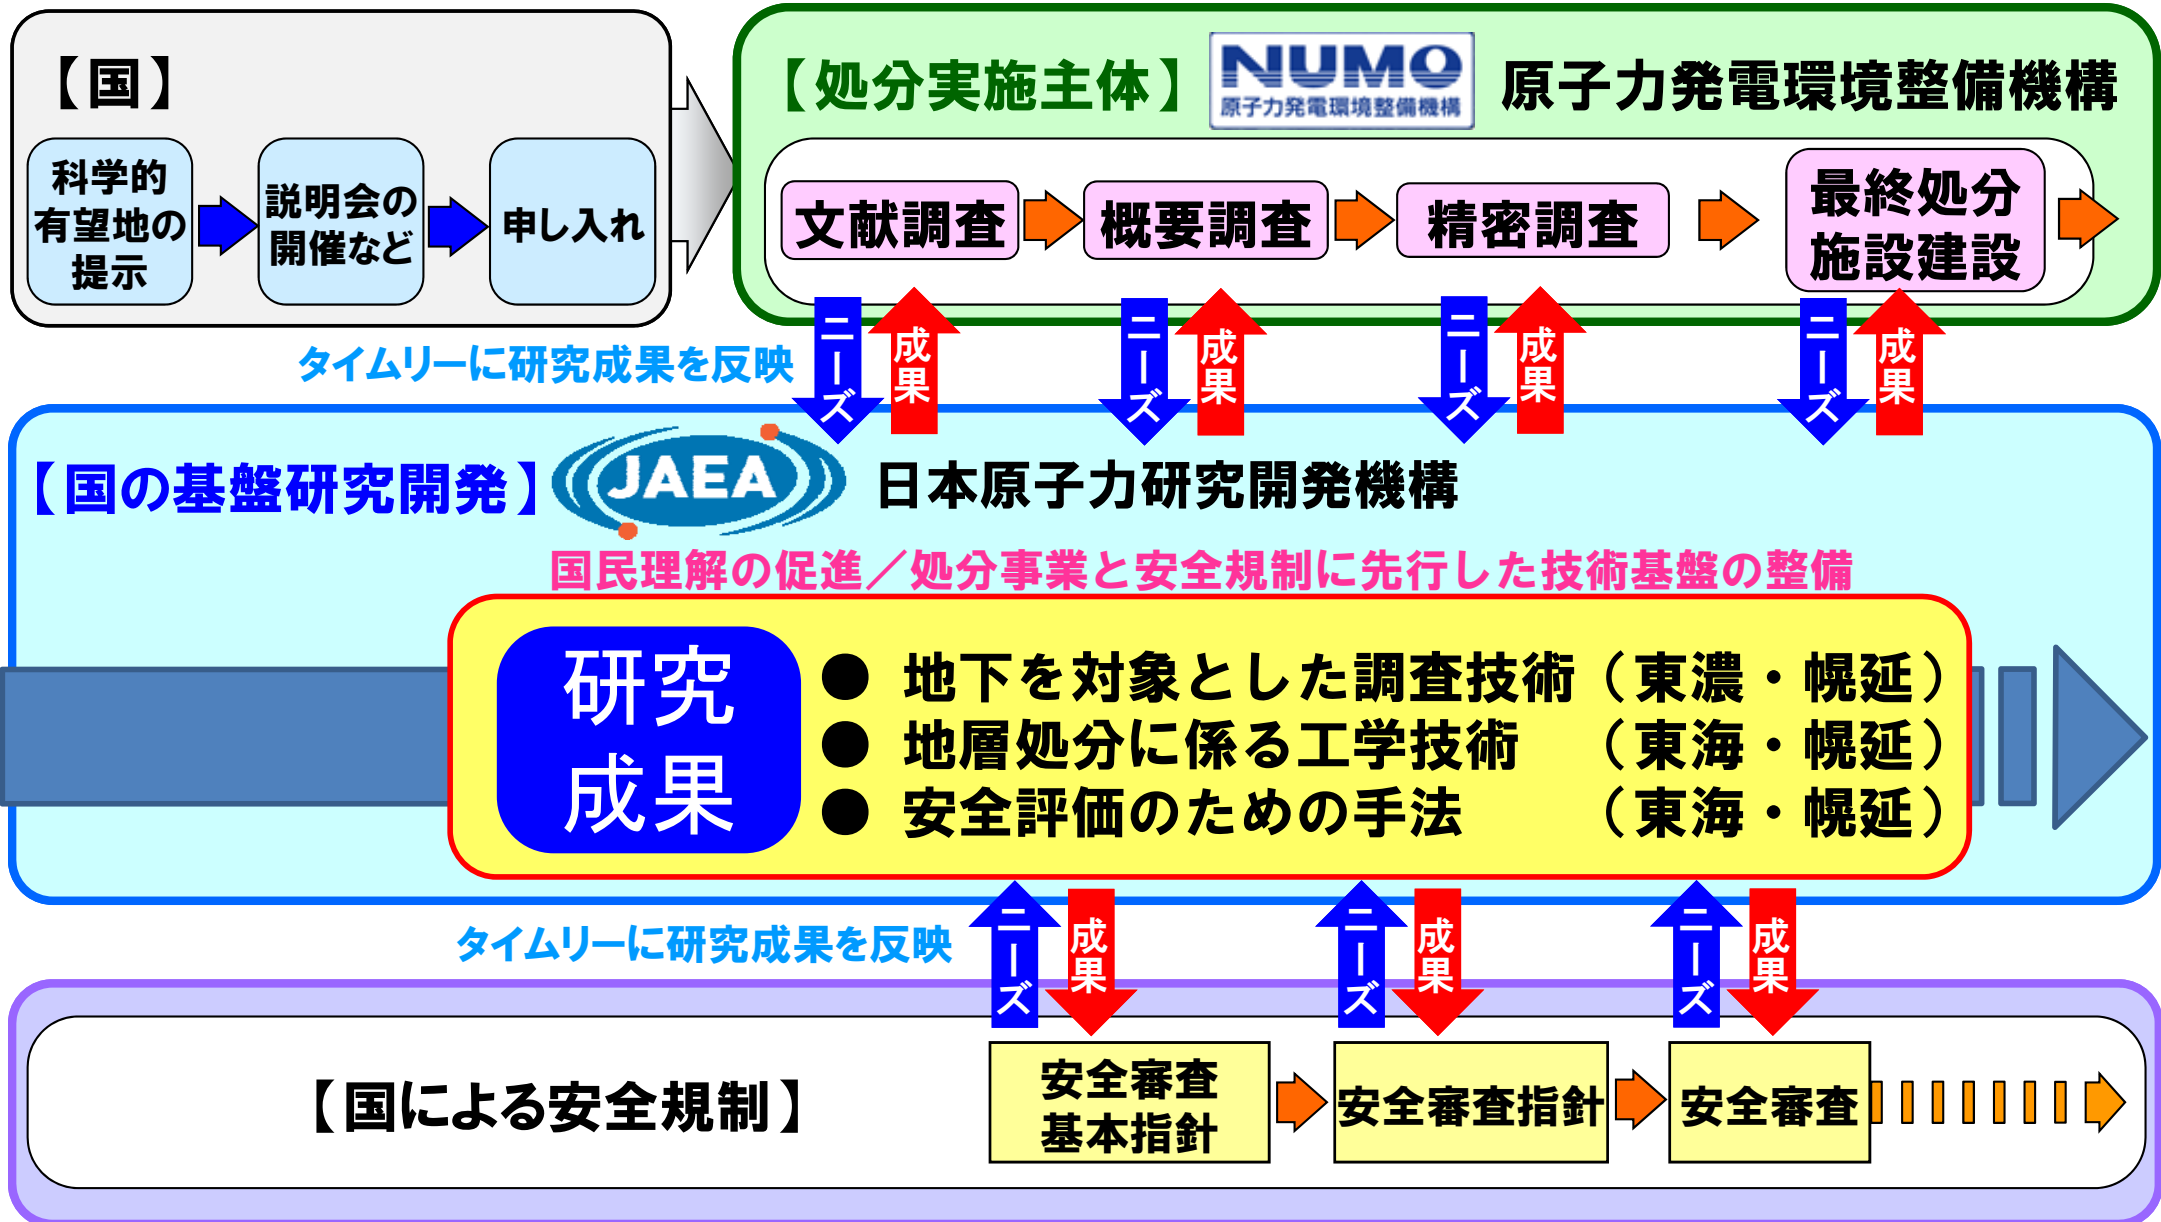 【国】
科学的
有望地の
提示
説明会の
開催など
申し入れ
【処分実施主体】
NUMO
原子力発電環境整備機構
原子力発電環境整備機構
文献調査
概要調査
精密調査
最終処分
施設建設
タイムリーに研究成果を反映
ニーズ
成果
ニーズ
成果
ニーズ
成果
ニーズ
成果
【国の基盤研究開発】
JAEA
日本原子力研究開発機構
国民理解の促進／処分事業と安全規制に先行した技術基盤の整備
研究
成果
● 地下を対象とした調査技術（東濃・幌延）
● 地層処分に係る工学技術 （東海・幌延）
● 安全評価のための手法 （東海・幌延）
タイムリーに研究成果を反映
ニーズ
成果
ニーズ
成果
ニーズ
成果
【国による安全規制】
安全審査
基本指針
安全審査指針
安全審査